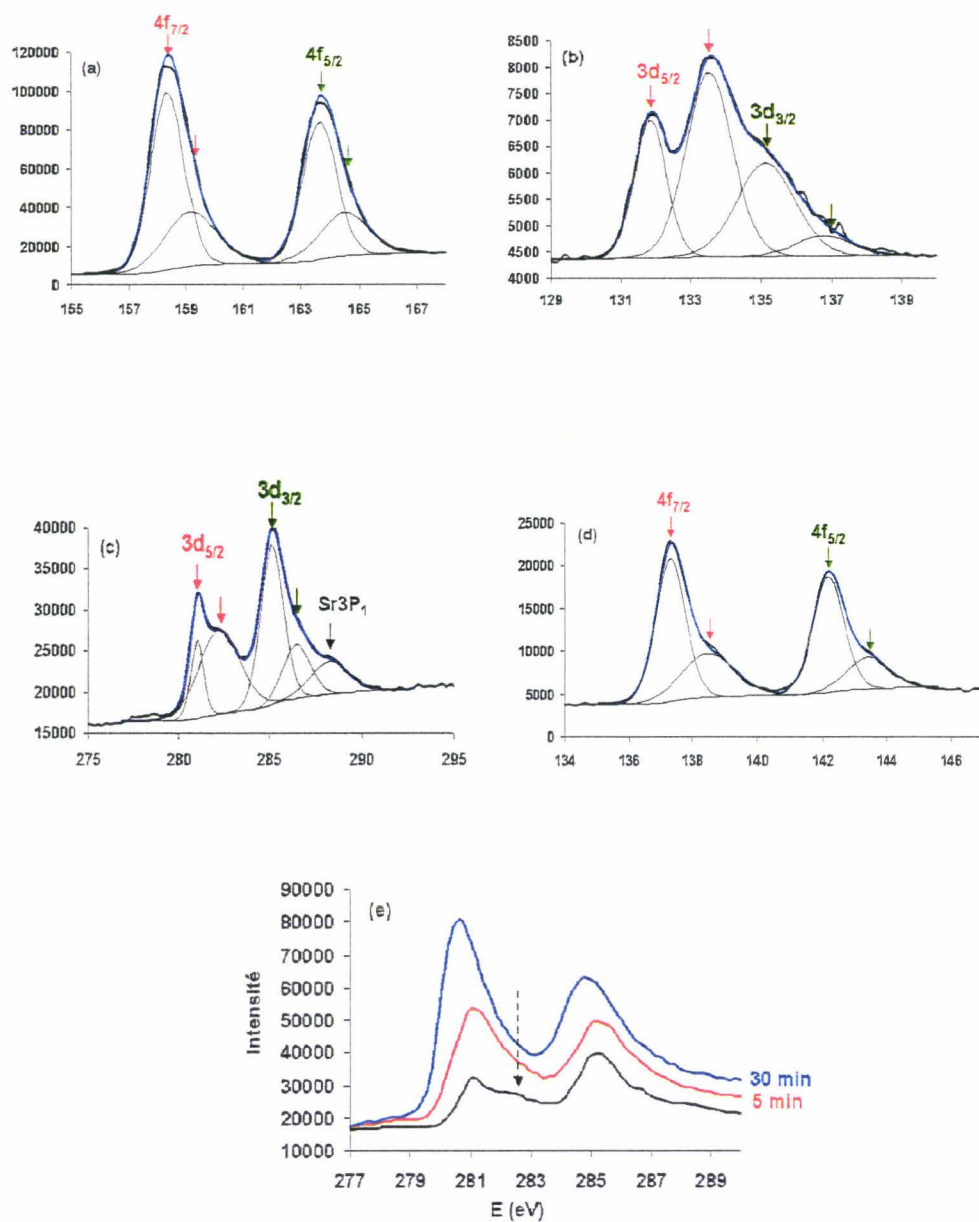 4f7/2
4f5/2
(a)
120000
100000
80000
60000
40000
20000
0
155 157 159 161 163 165 167
(b)
3d5/2
3d3/2
8500
8000
7500
7000
6500
6000
5500
5000
4500
4000
129 131 133 135 137 139
(c)
3d5/2
3d3/2
Sr3P1
40000
35000
30000
25000
20000
15000
275 280 285 290 295
(d)
4f7/2
4f5/2
25000
20000
15000
10000
5000
0
134 136 138 140 142 144 146
(e)
Intensité
90000
80000
70000
60000
50000
40000
30000
20000
10000
30 min
5 min
277 279 281 283 285 287 289
E (eV)